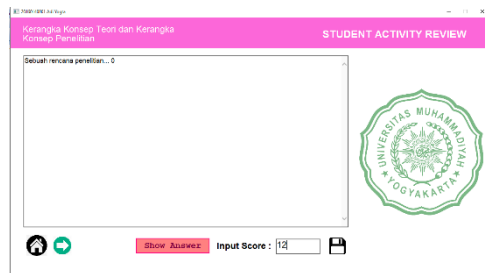 Kerangka Konsep Teori dan Kerangka
Konsep Penelitian
STUDENT ACTIVITY REVIEW
Sebuah rencana penelitian... 0
UNIVERSITAS MUHAMMADIYAH
YOGYAKARTA
Show Answer
Input Score :
12